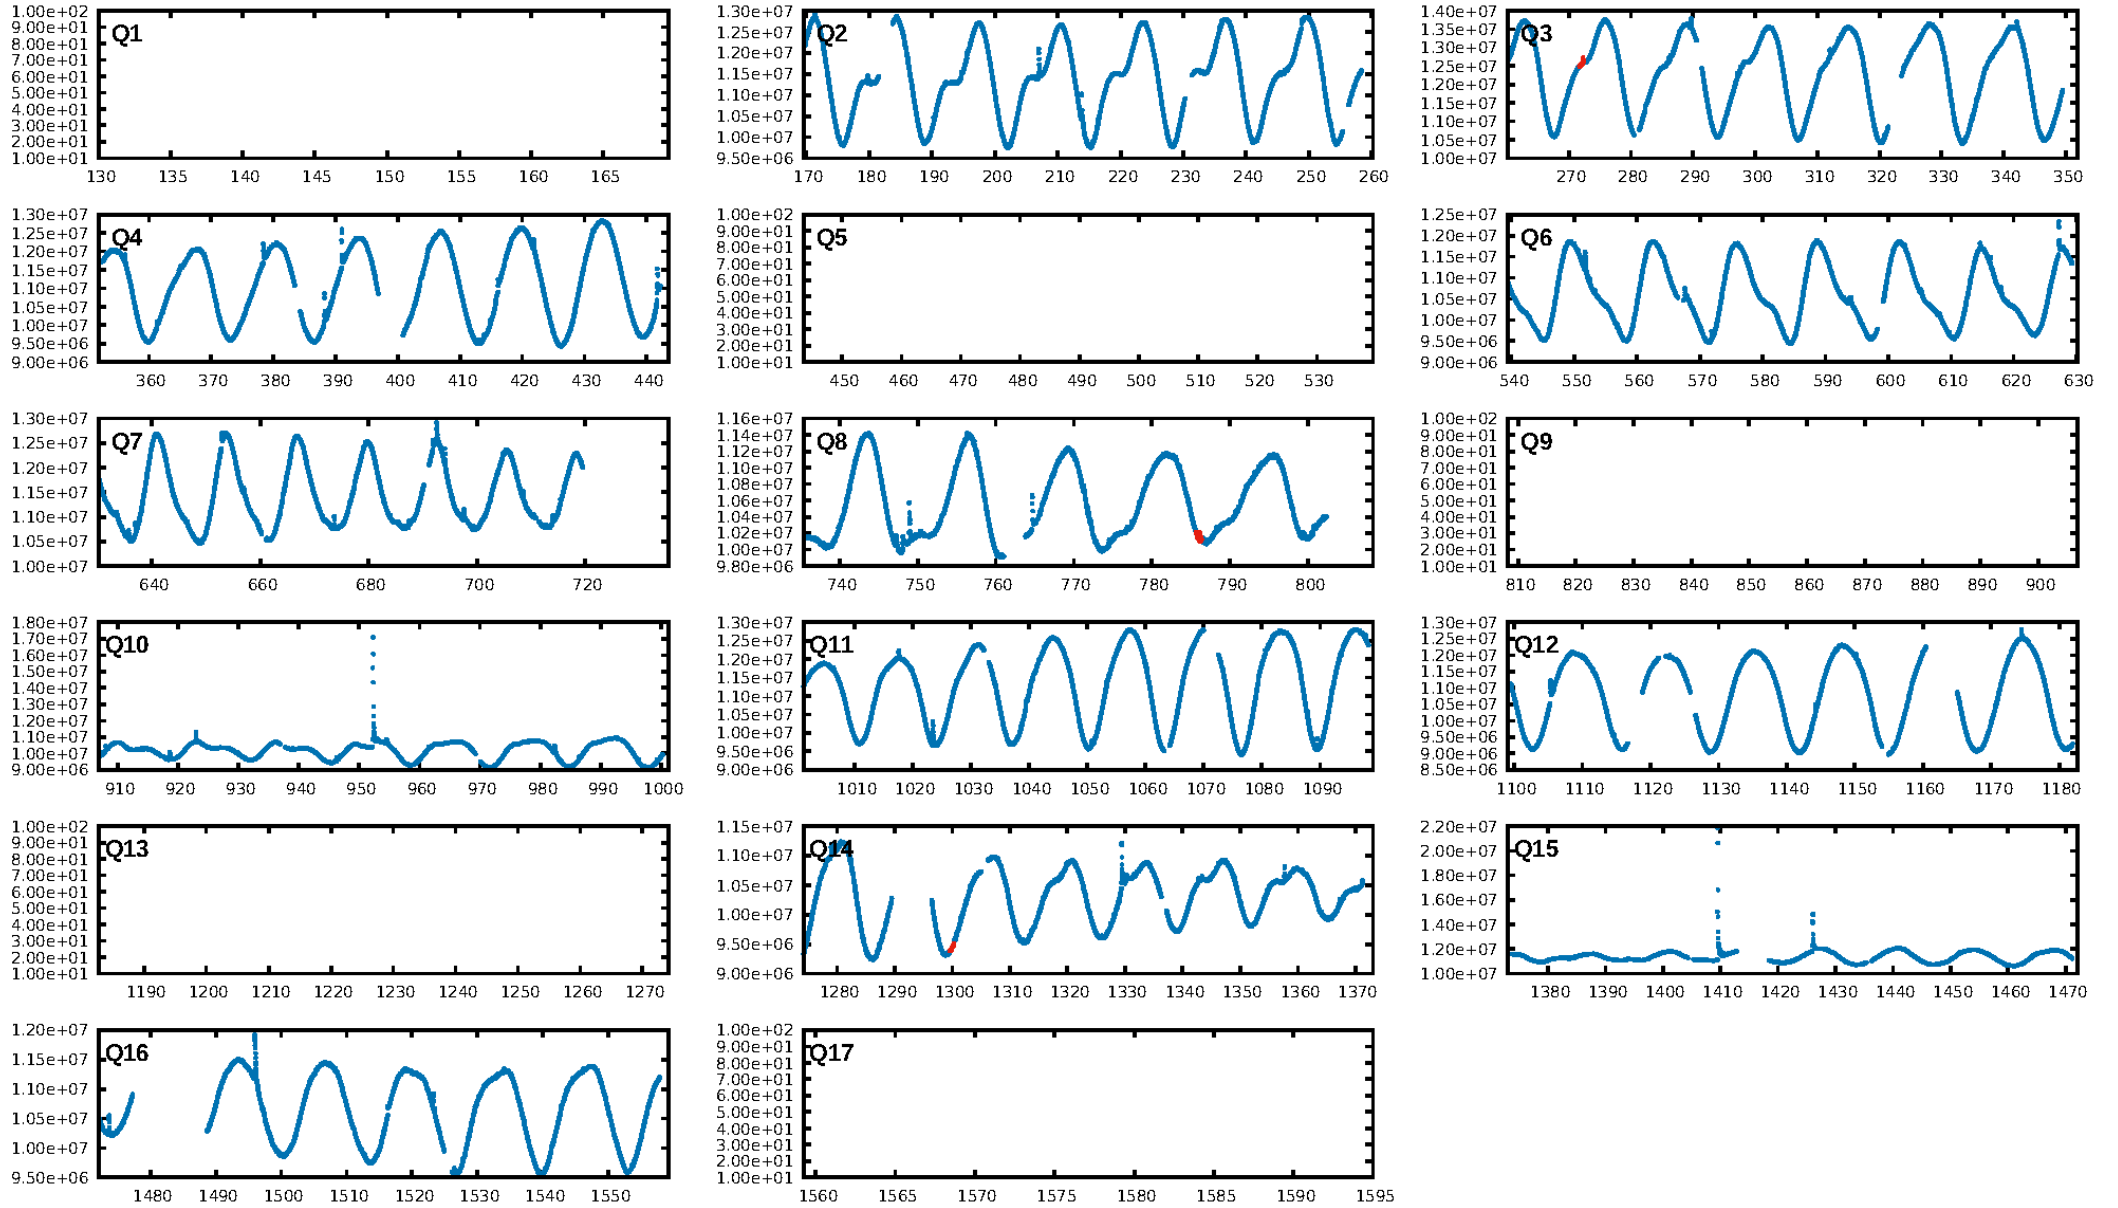 1.00e+02 9.00e+01 8.00e+01 7.00e+01 6.00e+01 5.00e+01 4.00e+01 3.00e+01 2.00e+01 1.00e+01
Q1
130 135 140 145 150 155 160 165
1.30e+07 1.25e+07 1.20e+07 1.15e+07 1.10e+07 1.05e+07 1.00e+07 9.50e+06
Q2
170 180 190 200 210 220 230 240 250 260
1.40e+07 1.35e+07 1.30e+07 1.25e+07 1.20e+07 1.15e+07 1.10e+07 1.05e+07 1.00e+07
Q3
270 280 290 300 310 320 330 340 350
1.30e+07 1.25e+07 1.20e+07 1.15e+07 1.10e+07 1.05e+07 1.00e+07 9.50e+06 9.00e+06
Q4
360 370 380 390 400 410 420 430 440
1.00e+02 9.00e+01 8.00e+01 7.00e+01 6.00e+01 5.00e+01 4.00e+01 3.00e+01 2.00e+01 1.00e+01
Q5
450 460 470 480 490 500 510 520 530
1.25e+07 1.20e+07 1.15e+07 1.10e+07 1.05e+07 1.00e+07 9.50e+06 9.00e+06
Q6
540 550 560 570 580 590 600 610 620 630
1.30e+07 1.25e+07 1.20e+07 1.15e+07 1.10e+07 1.05e+07 1.00e+07
Q7
640 660 680 700 720
1.16e+07 1.14e+07 1.12e+07 1.10e+07 1.08e+07 1.06e+07 1.04e+07 1.02e+07 1.00e+07 9.80e+06
Q8
740 750 760 770 780 790 800
1.00e+02 9.00e+01 8.00e+01 7.00e+01 6.00e+01 5.00e+01 4.00e+01 3.00e+01 2.00e+01 1.00e+01
Q9
810 820 830 840 850 860 870 880 890 900
1.80e+07 1.70e+07 1.60e+07 1.50e+07 1.40e+07 1.30e+07 1.20e+07 1.10e+07 1.00e+07 9.00e+06
Q10
910 920 930 940 950 960 970 980 990 1000
1.30e+07 1.25e+07 1.20e+07 1.15e+07 1.10e+07 1.05e+07 1.00e+07 9.50e+06 9.00e+06
Q11
1010 1020 1030 1040 1050 1060 1070 1080 1090
1.30e+07 1.25e+07 1.20e+07 1.15e+07 1.10e+07 1.05e+07 1.00e+07 9.50e+06 9.00e+06 8.50e+06
Q12
1100 1110 1120 1130 1140 1150 1160 1170 1180
1.00e+02 9.00e+01 8.00e+01 7.00e+01 6.00e+01 5.00e+01 4.00e+01 3.00e+01 2.00e+01 1.00e+01
Q13
1190 1200 1210 1220 1230 1240 1250 1260 1270
1.15e+07 1.10e+07 1.05e+07 1.00e+07 9.50e+06 9.00e+06
Q14
1280 1290 1300 1310 1320 1330 1340 1350 1360 1370
2.20e+07 2.00e+07 1.80e+07 1.60e+07 1.40e+07 1.20e+07 1.00e+07
Q15
1380 1390 1400 1410 1420 1430 1440 1450 1460 1470
1.20e+07 1.15e+07 1.10e+07 1.05e+07 1.00e+07 9.50e+06
Q16
1480 1490 1500 1510 1520 1530 1540 1550
1.00e+02 9.00e+01 8.00e+01 7.00e+01 6.00e+01 5.00e+01 4.00e+01 3.00e+01 2.00e+01 1.00e+01
Q17
1560 1565 1570 1575 1580 1585 1590 1595